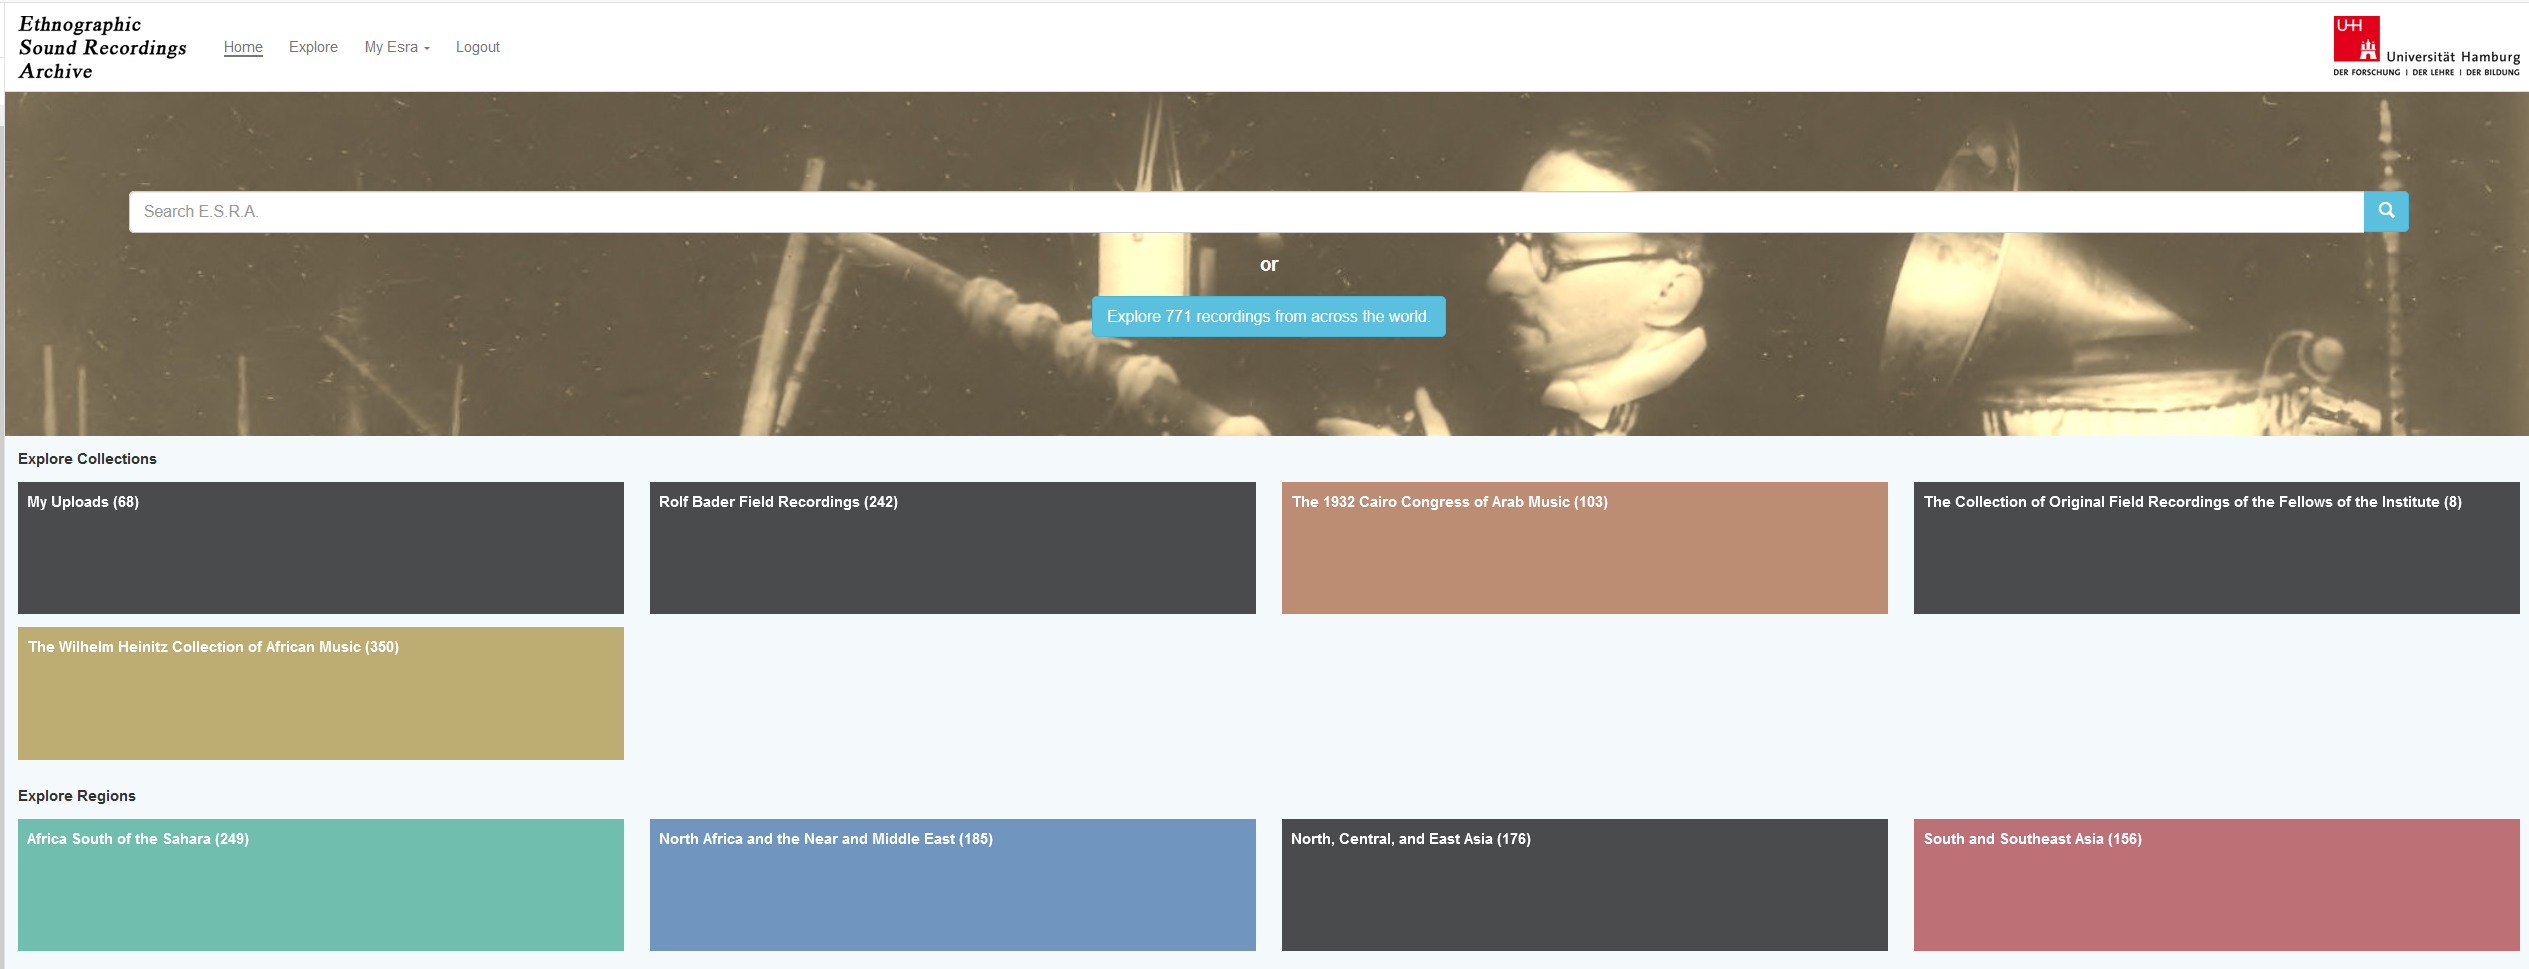 Ethnographic
Sound Recordings
Archive
Home
Explore
My Esra
Logout
UHH
Universität Hamburg
DER FORSCHUNG | DER LEHRE | DER BILDUNG
Search E.S.R.A.
or
Explore 771 recordings from across the world.
Explore Collections
My Uploads (68)
Rolf Bader Field Recordings (242)
The 1932 Cairo Congress of Arab Music (103)
The Collection of Original Field Recordings of the Fellows of the Institute (8)
The Wilhelm Heinitz Collection of African Music (350)
Explore Regions
Africa South of the Sahara (249)
North Africa and the Near and Middle East (185)
North, Central, and East Asia (176)
South and Southeast Asia (156)